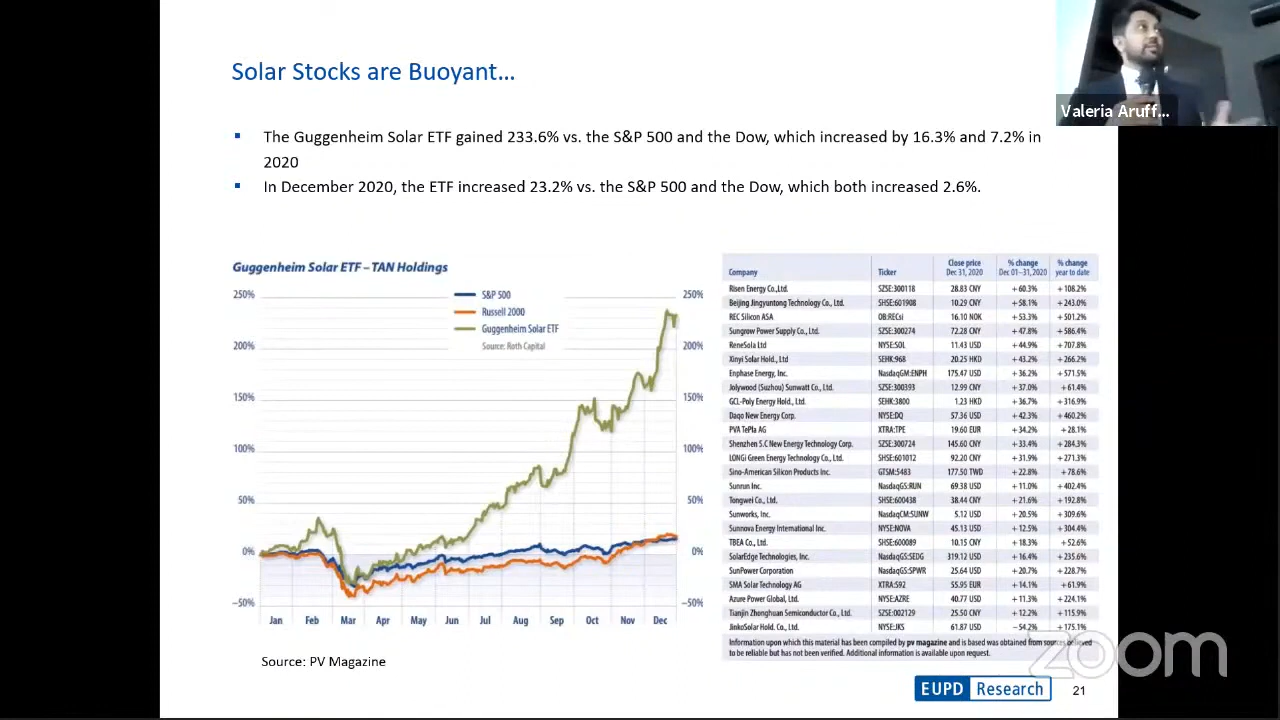 Solar Stocks are Buoyant…
Valeria Aruff...
▪ The Guggenheim Solar ETF gained 233.6% vs. the S&P 500 and the Dow, which increased by 16.3% and 7.2% in
2020
▪ In December 2020, the ETF increased 23.2% vs. the S&P 500 and the Dow, which both increased 2.6%.
Guggenheim Solar ETF – TAN Holdings
S&P 500
Russell 2000
Guggenheim Solar ETF
Source: Roth Capital
250% 250%
200% 200%
150% 150%
100% 100%
50% 50%
0% 0%
–50% –50%
Jan Feb Mar Apr May Jun Jul Aug Sep Oct Nov Dec
Source: PV Magazine
Company Ticker Close price Dec 31, 2020 % change Dec 01–31, 2020 % change year to date
Risen Energy Co.,Ltd. SZSE:300118 28.83 CNY +60.3% +108.2%
Beijing Jingyuntong Technology Co., Ltd. SHSE:601908 10.29 CNY +58.1% +243.0%
REC Silicon ASA OB:RECsi 16.10 NOK +53.3% +501.2%
Sungrow Power Supply Co., Ltd. SZSE:300274 72.28 CNY +47.8% +586.4%
ReneSola Ltd NYSE:SOL 11.43 USD +44.9% +707.8%
Xinyi Solar Hold., Ltd SEHK:968 20.25 HKD +43.2% +266.2%
Enphase Energy, Inc. NasdaqGM:ENPH 175.47 USD +36.2% +571.5%
Jolywood (Suzhou) Sunwatt Co., Ltd. SZSE:300393 12.99 CNY +37.0% +61.4%
GCL-Poly Energy Hold., Ltd. SEHK:3800 1.23 HKD +36.7% +316.9%
Daqo New Energy Corp. NYSE:DQ 57.36 USD +42.3% +460.2%
PVA TePla AG XTRA:TPE 19.60 EUR +34.2% +28.1%
Shenzhen S.C New Energy Technology Corp. SZSE:300724 145.60 CNY +33.4% +284.3%
LONGi Green Energy Technology Co., Ltd. SHSE:601012 92.20 CNY +31.9% +271.3%
Sino-American Silicon Products Inc. GTSM:5483 177.50 TWD +22.8% +78.6%
Sunrun Inc. NasdaqGS:RUN 69.38 USD +11.0% +402.4%
Tongwei Co., Ltd. SHSE:600438 38.44 CNY +21.6% +192.8%
Sunworks, Inc. NasdaqCM:SUNW 5.12 USD +20.5% +309.6%
Sunnova Energy International Inc. NYSE:NOVA 45.13 USD +12.5% +304.4%
TBEA Co., Ltd. SHSE:600089 10.15 CNY +18.3% +52.6%
SolarEdge Technologies, Inc. NasdaqGS:SEDG 319.12 USD +16.4% +235.6%
SunPower Corporation NasdaqGS:SPWR 25.64 USD +20.7% +228.7%
SMA Solar Technology AG XTRA:S92 55.95 EUR +14.1% +61.9%
Azure Power Global, Ltd. NYSE:AZRE 40.77 USD +11.3% +224.1%
Tianjin Zhonghuan Semiconductor Co., Ltd. SZSE:002129 25.50 CNY +12.2% +115.9%
JinkoSolar Hold. Co., Ltd. NYSE:JKS 61.87 USD –54.2% +175.1%
Information upon which this material has been compiled by pv magazine and is based was obtained from sources believed
to be reliable but has not been verified. Additional information is available upon request.
zoom
EUPD Research
21